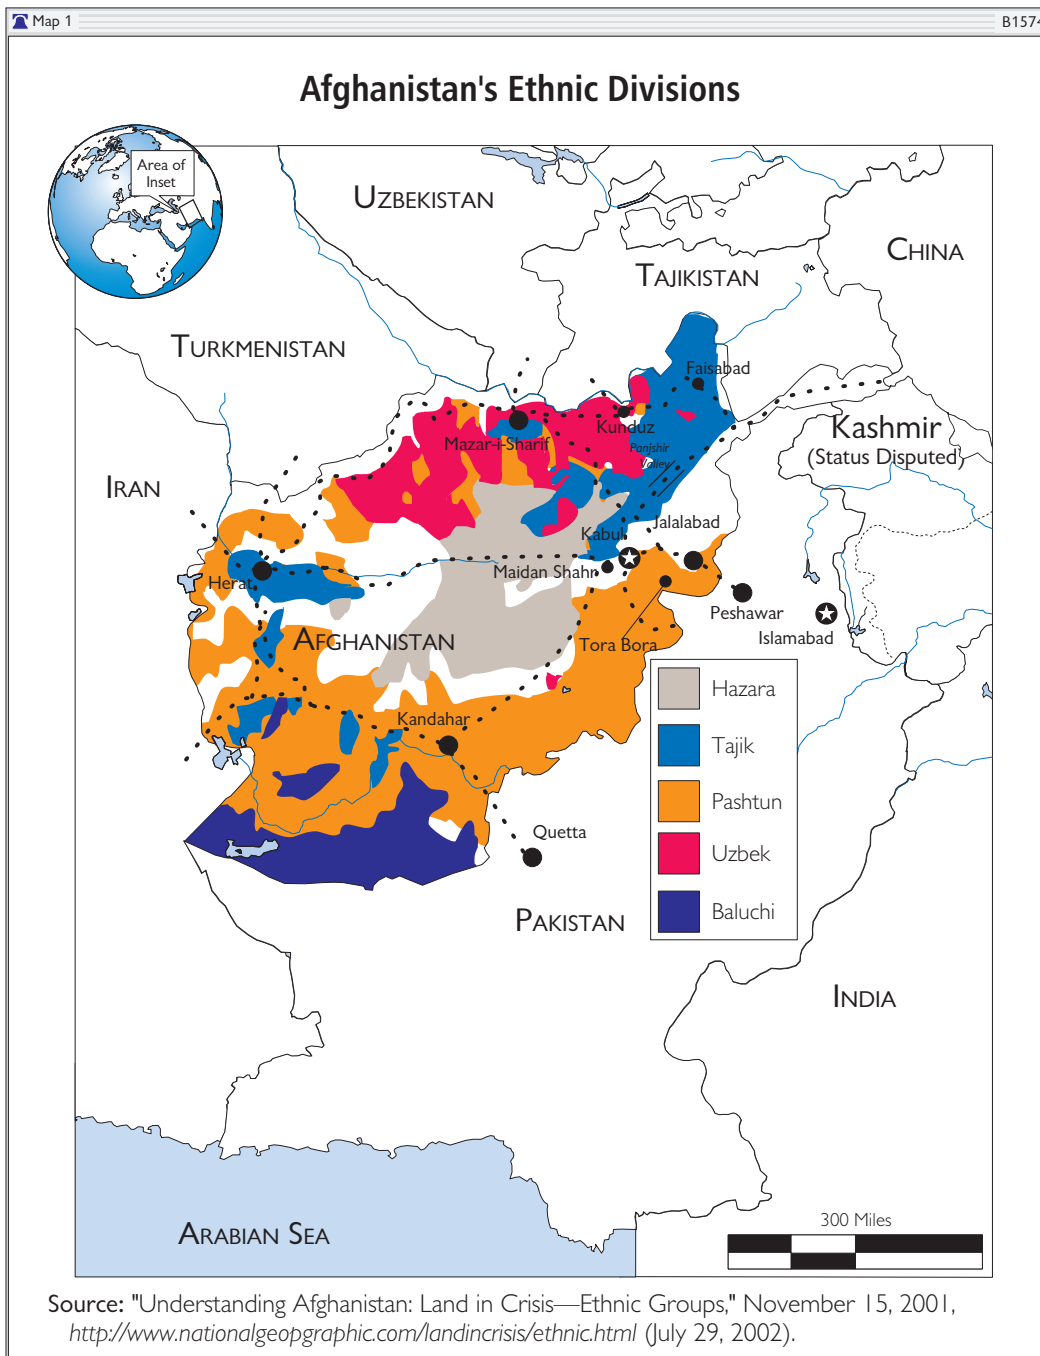 Map 1
B1574
Afghanistan's Ethnic Divisions
Area of
Inset
UZBEKISTAN
CHINA
TAJIKISTAN
TURKMENISTAN
Faisabad
Kunduz
Mazar-i-Sharif
Panjshir
Valley
Kashmir
(Status Disputed)
IRAN
Jalalabad
Kabul
Maidan Shahr
Herat
Peshawar
Islamabad
AFGHANISTAN
Tora Bora
Hazara
Kandahar
Tajik
Pashtun
Quetta
Uzbek
Baluchi
PAKISTAN
INDIA
300 Miles
ARABIAN SEA
Source: "Understanding Afghanistan: Land in Crisis—Ethnic Groups," November 15, 2001,
http://www.nationalgeopgraphic.com/landincrisis/ethnic.html (July 29, 2002).